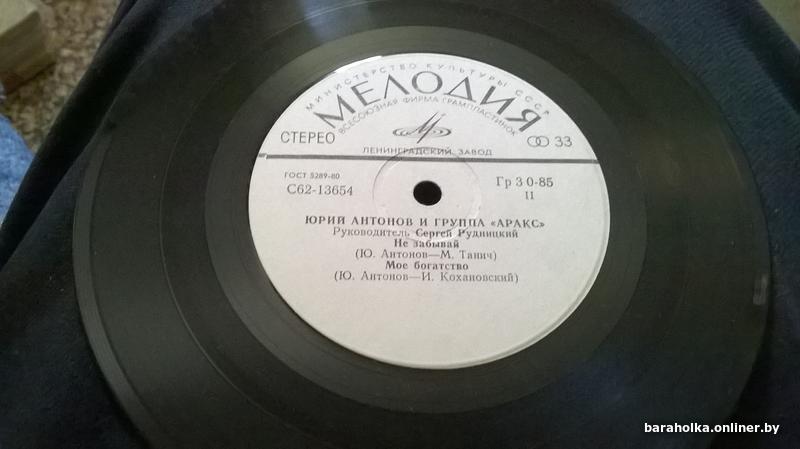 МИНИСТЕРСТВО КУЛЬТУРЫ СССР
МЕЛОДИЯ
ВСЕСОЮЗНАЯ ФИРМА ГРАМПЛАСТИНОК
СТЕРЕО
33
ЛЕНИНГРАДСКИЙ ЗАВОД
ГОСТ 5289-80
С62-13654
Гр 3 0-85
11
ЮРИЙ АНТОНОВ И ГРУППА «АРАКС»
Руководитель Сергей Рудницкий
Не забывай
(Ю. Антонов—М. Танич)
Мое богатство
(Ю. Антонов—И. Кохановский)
baraholka.onliner.by